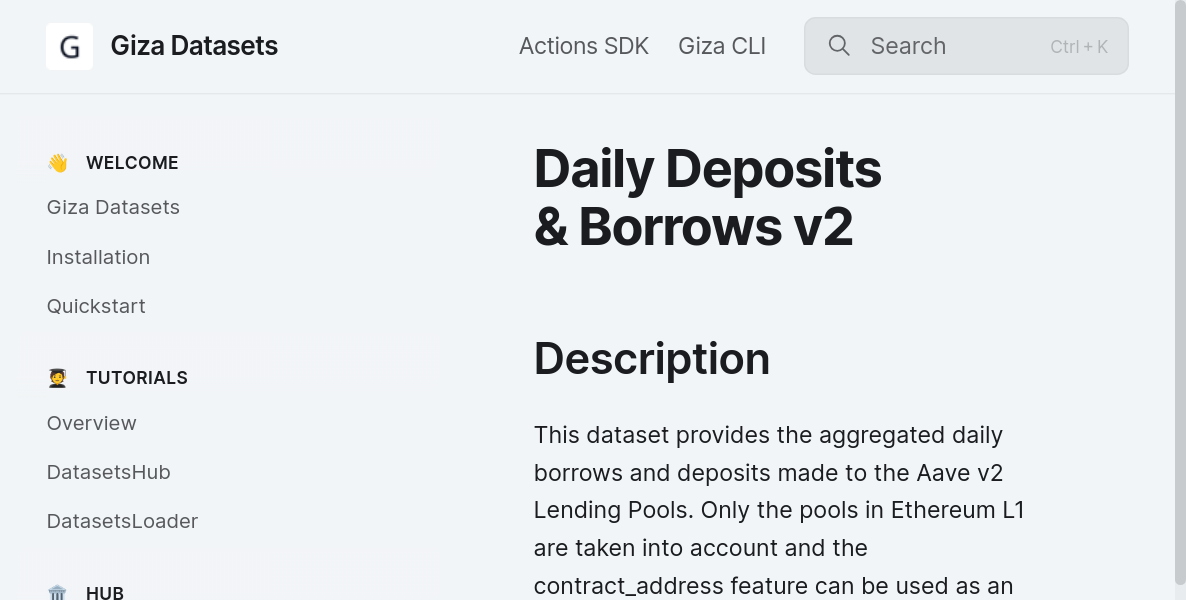 G Giza Datasets
Actions SDK Giza CLI Search Ctrl + K
WELCOME
Giza Datasets
Installation
Quickstart
TUTORIALS
Overview
DatasetsHub
DatasetsLoader
HUB
Daily Deposits
& Borrows v2
Description
This dataset provides the aggregated daily
borrows and deposits made to the Aave v2
Lending Pools. Only the pools in Ethereum L1
are taken into account and the
contract_address feature can be used as an